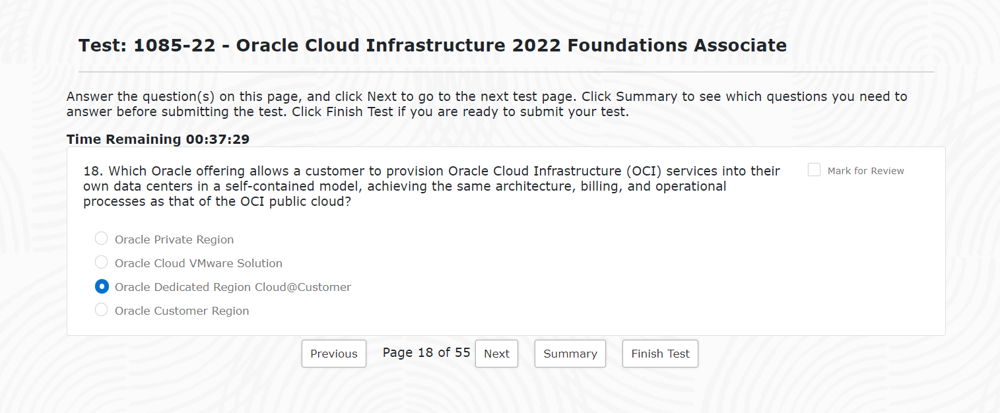 Test: 1085-22 - Oracle Cloud Infrastructure 2022 Foundations Associate
Answer the question(s) on this page, and click Next to go to the next test page. Click Summary to see which questions you need to
answer before submitting the test. Click Finish Test if you are ready to submit your test.
Time Remaining 00:37:29
18. Which Oracle offering allows a customer to provision Oracle Cloud Infrastructure (OCI) services into their
own data centers in a self-contained model, achieving the same architecture, billing, and operational
processes as that of the OCI public cloud?
Mark for Review
Oracle Private Region
Oracle Cloud VMware Solution
Oracle Dedicated Region Cloud@Customer
Oracle Customer Region
Previous Page 18 of 55 Next Summary Finish Test